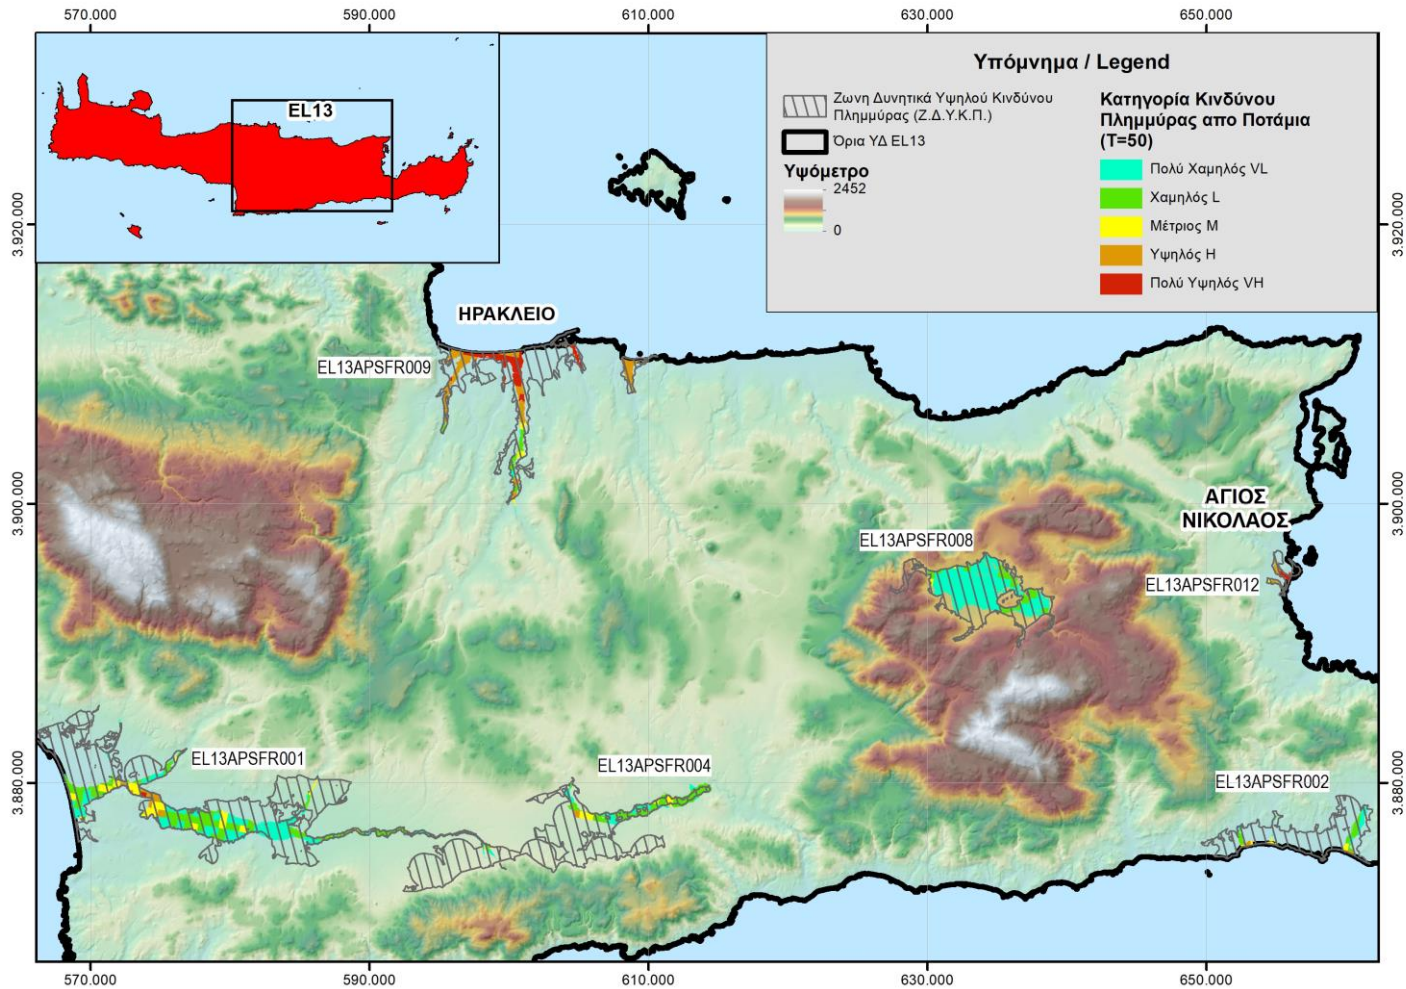 570.000
590.000
610.000
630.000
650.000
EL13
Υπόμνημα / Legend
Ζωνη Δυνητικά Υψηλού Κινδύνου
Πλημμύρας (Ζ.Δ.Υ.Κ.Π.)
Όρια ΥΔ EL13
Υψόμετρο
2452
0
Κατηγορία Κινδύνου
Πλημμύρας απο Ποτάμια
(T=50)
Πολύ Χαμηλός VL
Χαμηλός L
Μέτριος M
Υψηλός H
Πολύ Υψηλός VH
3.920.000
3.920.000
ΗΡΑΚΛΕΙΟ
EL13APSFR009
3.900.000
3.900.000
ΑΓΙΟΣ
ΝΙΚΟΛΑΟΣ
EL13APSFR008
EL13APSFR012
EL13APSFR001
EL13APSFR004
EL13APSFR002
3.880.000
3.880.000
570.000
590.000
610.000
630.000
650.000